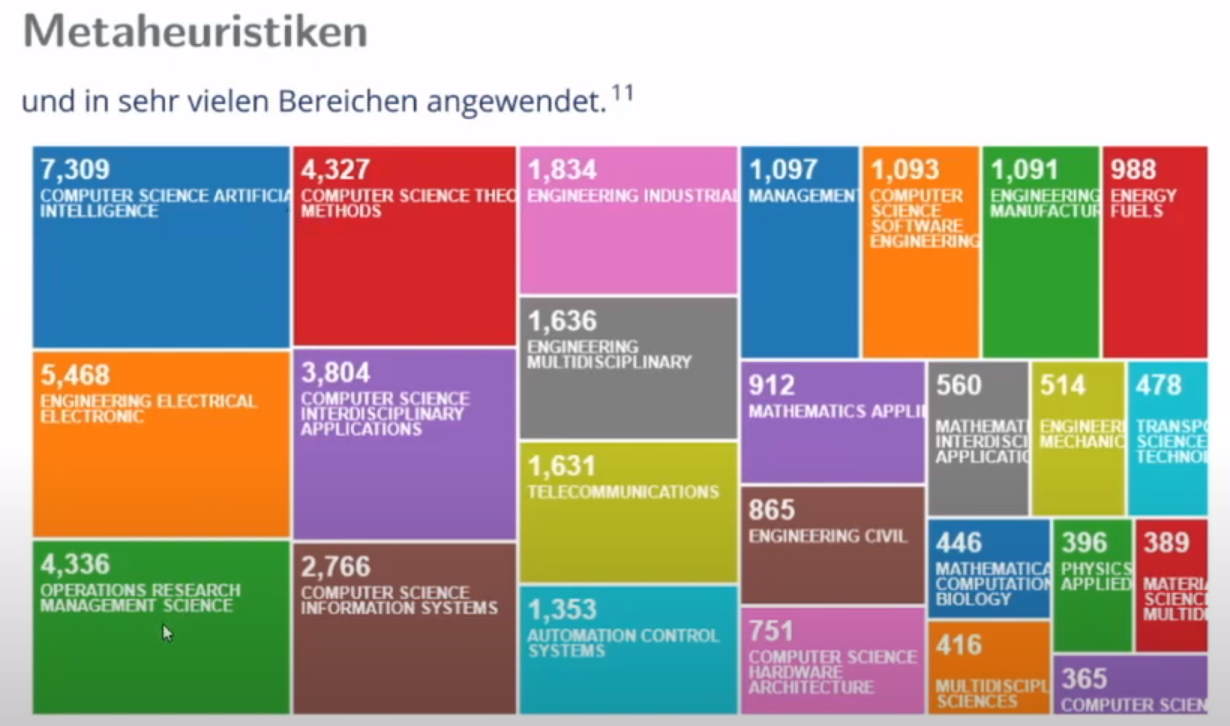 Metaheuristiken
und in sehr vielen Bereichen angewendet.11
7,309
COMPUTER SCIENCE ARTIFICIA
INTELLIGENCE
5,468
ENGINEERING ELECTRICAL
ELECTRONIC
4,336
OPERATIONS RESEARCH
MANAGEMENT SCIENCE
4,327
COMPUTER SCIENCE THEO
METHODS
3,804
COMPUTER SCIENCE
INTERDISCIPLINARY
APPLICATIONS
2,766
COMPUTER SCIENCE
INFORMATION SYSTEMS
1,834
ENGINEERING INDUSTRIAL
1,636
ENGINEERING
MULTIDISCIPLINARY
1,631
TELECOMMUNICATIONS
1,353
AUTOMATION CONTROL
SYSTEMS
1,097
MANAGEMENT
1,093
COMPUTER
SCIENCE
SOFTWARE
ENGINEERING
1,091
ENGINEERING
MANUFACTUR
988
ENERGY
FUELS
912
MATHEMATICS APPLI
865
ENGINEERING CIVIL
751
COMPUTER SCIENCE
HARDWARE
ARCHITECTURE
560
MATHEMATI
INTERDISCI
APPLICATIO
514
ENGINEERI
MECHANIC
478
TRANSPO
SCIENCE
TECHNOL
446
MATHEMATICA
COMPUTATION
BIOLOGY
416
MULTIDISCIPL
SCIENCES
396
PHYSICS
APPLIED
389
MATERIA
SCIENCE
MULTIDI
365
COMPUTER SCIEN